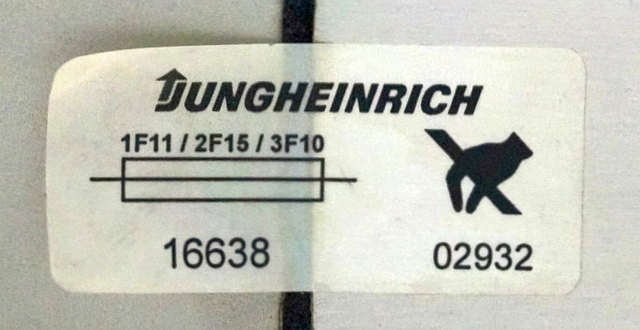 JUNGHEINRICH
1F11 / 2F15 / 3F10
16638
02932